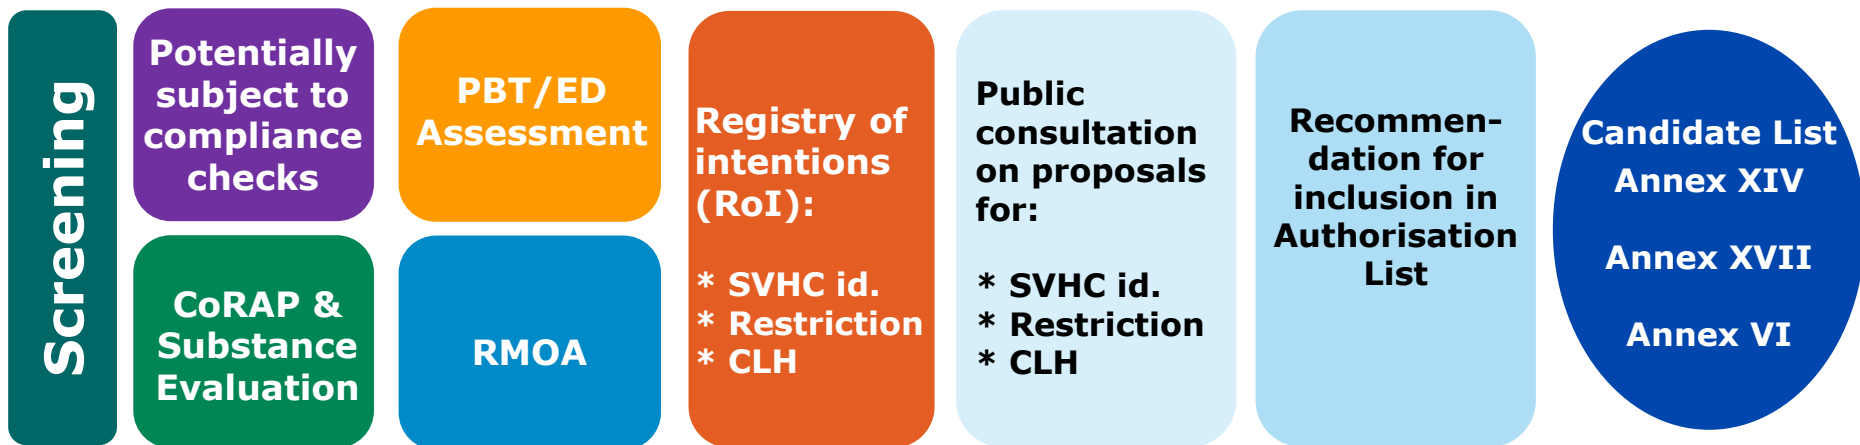 Screening
Potentially
subject to
compliance
checks
CoRAP &
Substance
Evaluation
PBT/ED
Assessment
RMOA
Registry of
intentions
(RoI):
* SVHC id.
* Restriction
* CLH
Public
consultation
on proposals
for:
* SVHC id.
* Restriction
* CLH
Recommen-
dation for
inclusion in
Authorisation
List
Candidate List
Annex XIV
Annex XVII
Annex VI